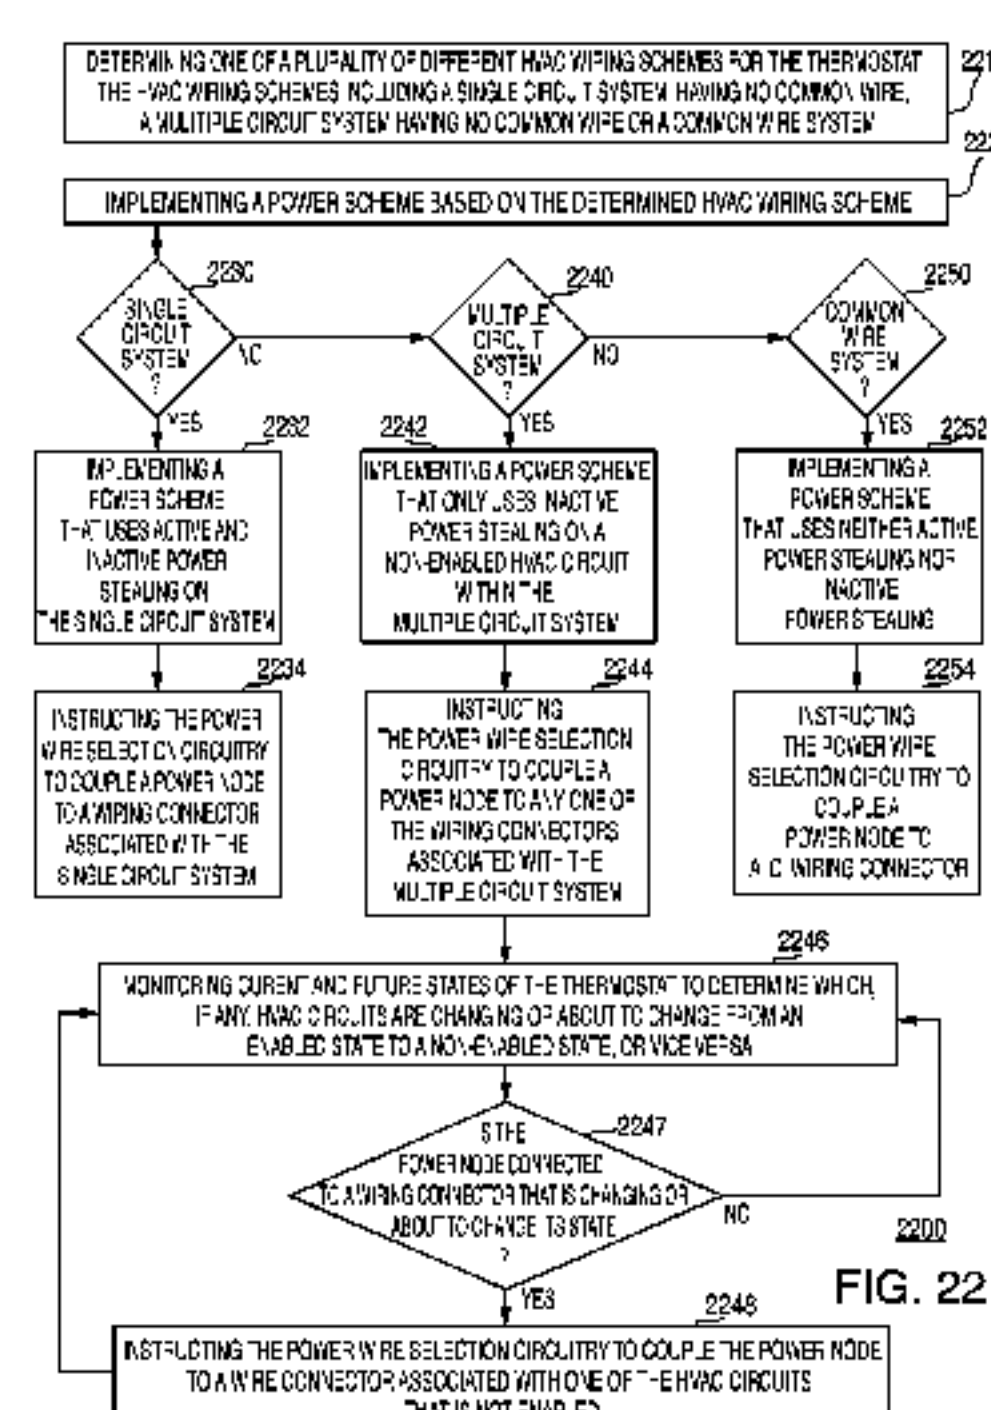 DETERMINING ONE OF A PLURALITY OF DIFFERENT HVAC WIRING SCHEMES FOR THE THERMOSTAT
THE HVAC WIRING SCHEMES INCLUDING A SINGLE CIRCUIT SYSTEM HAVING NO COMMON WIRE,
A MULTIPLE CIRCUIT SYSTEM HAVING NO COMMON WIRE OR A COMMON WIRE SYSTEM
221
222
IMPLEMENTING A POWER SCHEME BASED ON THE DETERMINED HVAC WIRING SCHEME
2230
SINGLE
CIRCUIT
SYSTEM
?
NO
YES
2240
MULTIPLE
CIRCUIT
SYSTEM
?
NO
YES
2250
COMMON
WIRE
SYSTEM
?
YES
2232
IMPLEMENTING A
POWER SCHEME
THAT USES ACTIVE AND
INACTIVE POWER
STEALING ON
THE SINGLE CIRCUIT SYSTEM
2242
IMPLEMENTING A POWER SCHEME
THAT ONLY USES INACTIVE
POWER STEALING ON A
NON-ENABLED HVAC CIRCUIT
WITHIN THE
MULTIPLE CIRCUIT SYSTEM
2252
IMPLEMENTING A
POWER SCHEME
THAT USES NEITHER ACTIVE
POWER STEALING NOR
INACTIVE
POWER STEALING
2234
INSTRUCTING THE POWER
WIRE SELECTION CIRCUITRY
TO COUPLE A POWER NODE
TO A WIRING CONNECTOR
ASSOCIATED WITH THE
SINGLE CIRCUIT SYSTEM
2244
INSTRUCTING
THE POWER WIRE SELECTION
CIRCUITRY TO COUPLE A
POWER NODE TO ANY ONE OF
THE WIRING CONNECTORS
ASSOCIATED WITH THE
MULTIPLE CIRCUIT SYSTEM
2254
INSTRUCTING
THE POWER WIRE
SELECTION CIRCUITRY TO
COUPLE A
POWER NODE TO
A C WIRING CONNECTOR
2246
MONITORING CURENT AND FUTURE STATES OF THE THERMOSTAT TO DETERMINE WHICH,
IF ANY, HVAC CIRCUITS ARE CHANGING OR ABOUT TO CHANGE FROM AN
ENABLED STATE TO A NON-ENABLED STATE, OR VICE VERSA
2247
IS THE
POWER NODE CONNECTED
TO A WIRING CONNECTOR THAT IS CHANGING OR
ABOUT TO CHANGE ITS STATE
?
NO
YES
2200
FIG. 22
2248
INSTRUCTING THE POWER WIRE SELECTION CIRCUITRY TO COUPLE THE POWER NODE
TO A WIRE CONNECTOR ASSOCIATED WITH ONE OF THE HVAC CIRCUITS
THAT IS NOT ENABLED